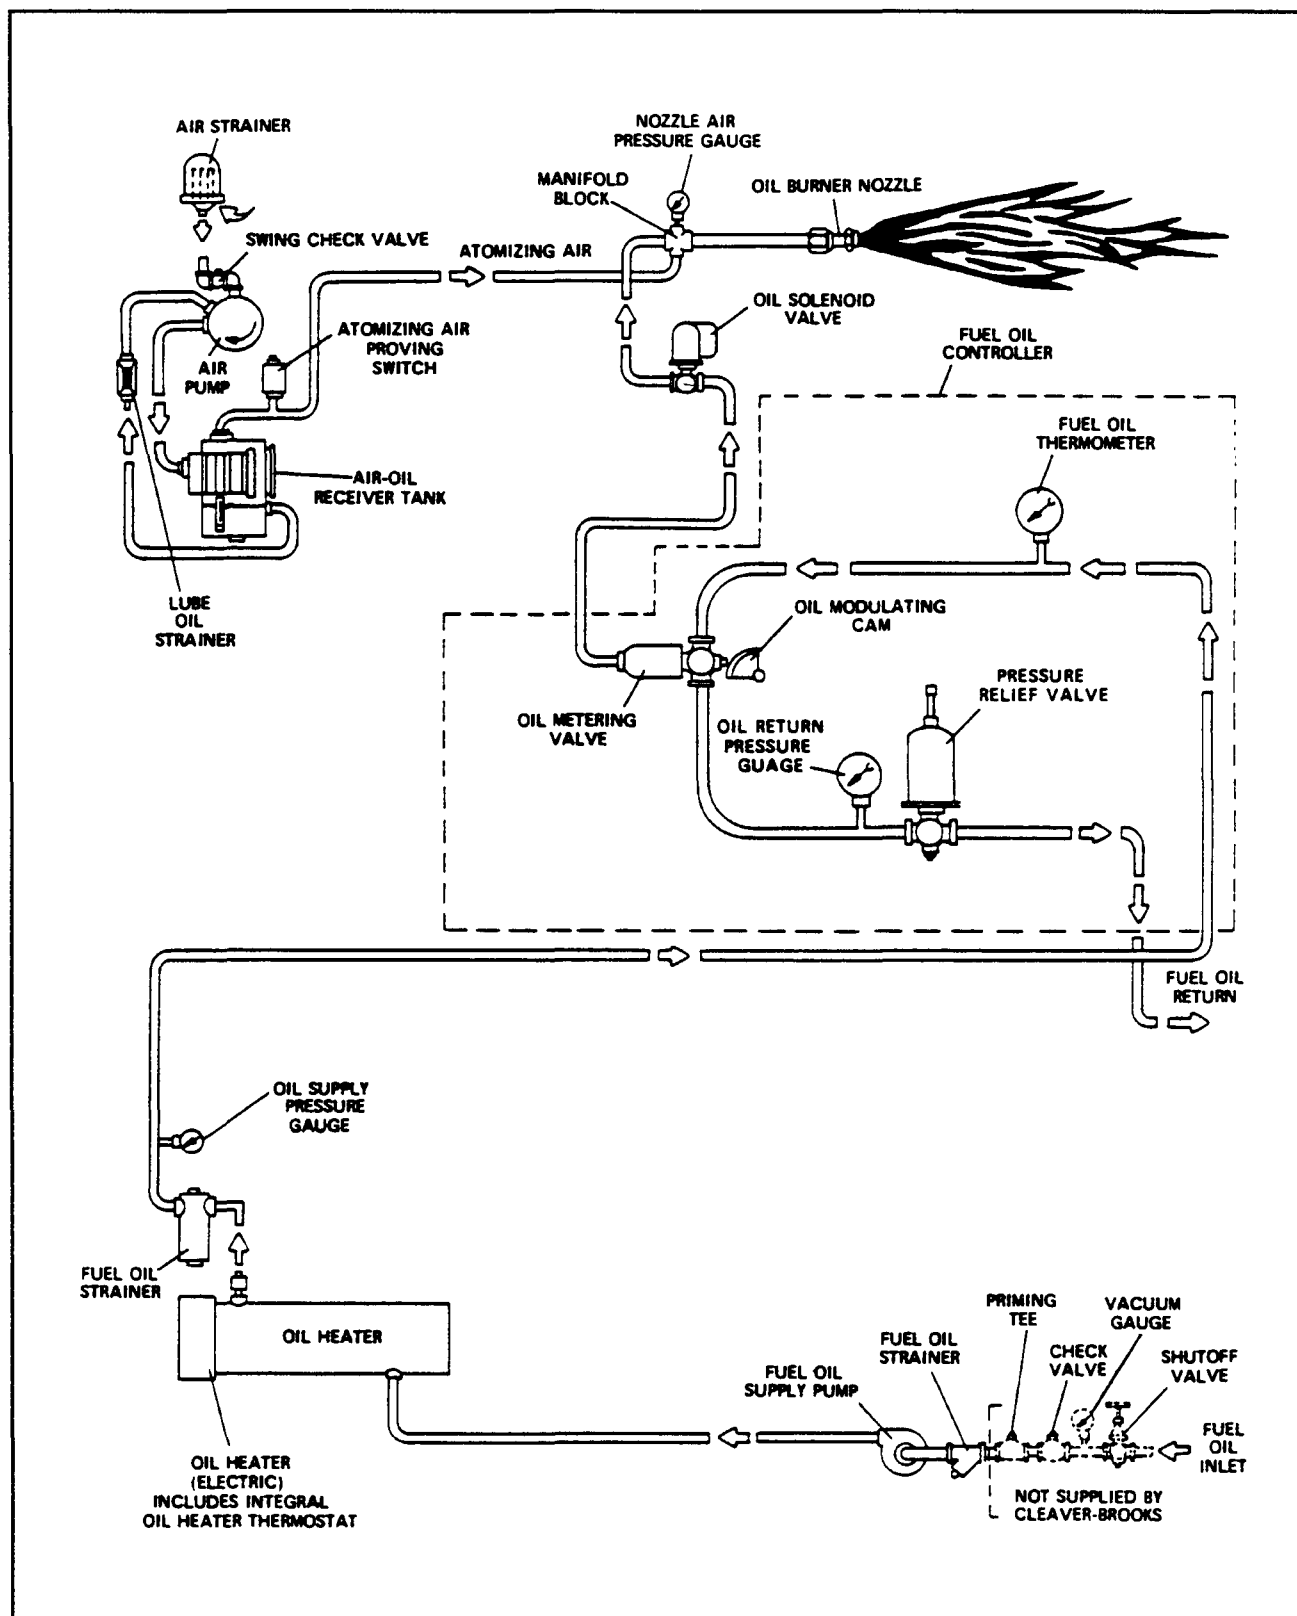 AIR STRAINER
NOZZLE AIR
PRESSURE GAUGE
MANIFOLD
BLOCK
OIL BURNER NOZZLE
SWING CHECK VALVE
ATOMIZING AIR
OIL SOLENOID
VALVE
ATOMIZING AIR
PROVING
SWITCH
FUEL OIL
CONTROLLER
AIR
PUMP
FUEL OIL
THERMOMETER
AIR-OIL
RECEIVER TANK
LUBE
OIL
STRAINER
OIL MODULATING
CAM
PRESSURE
RELIEF VALVE
OIL METERING
VALVE
OIL RETURN
PRESSURE
GUAGE
FUEL OIL
RETURN
OIL SUPPLY
PRESSURE
GAUGE
FUEL OIL
STRAINER
OIL HEATER
PRIMING
TEE
VACUUM
GAUGE
FUEL OIL
STRAINER
CHECK
VALVE
SHUTOFF
VALVE
FUEL OIL
SUPPLY PUMP
FUEL
OIL
INLET
OIL HEATER
(ELECTRIC)
INCLUDES INTEGRAL
OIL HEATER THERMOSTAT
NOT SUPPLIED BY
CLEAVER-BROOKS